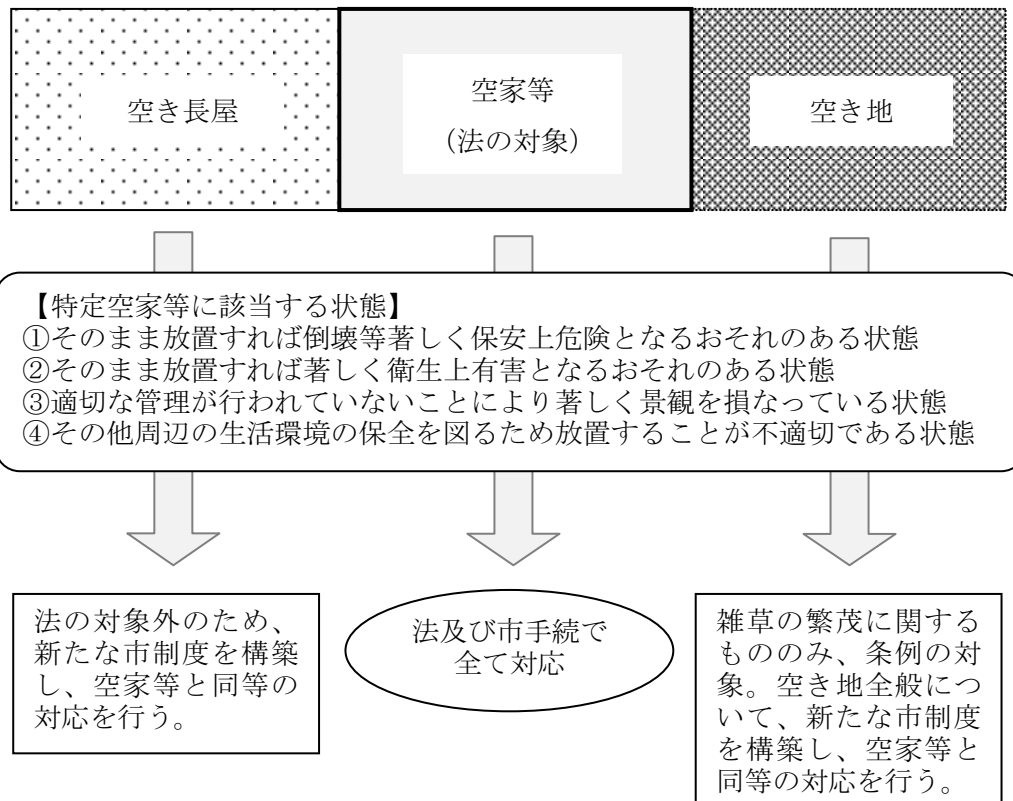 空き長屋
空家等
(法の対象)
空き地
【特定空家等に該当する状態】
①そのまま放置すれば倒壊等著しく保安上危険となるおそれのある状態
②そのまま放置すれば著しく衛生上有害となるおそれのある状態
③適切な管理が行われていないことにより著しく景観を損なっている状態
④その他周辺の生活環境の保全を図るため放置することが不適切である状態
法の対象外のため、
新たな市制度を構築
し、空家等と同等の
対応を行う。
法及び市手続で
全て対応
雑草の繁茂に関する
もののみ、条例の対
象。空き地全般につ
いて、新たな市制度
を構築し、空家等と
同等の対応を行う。